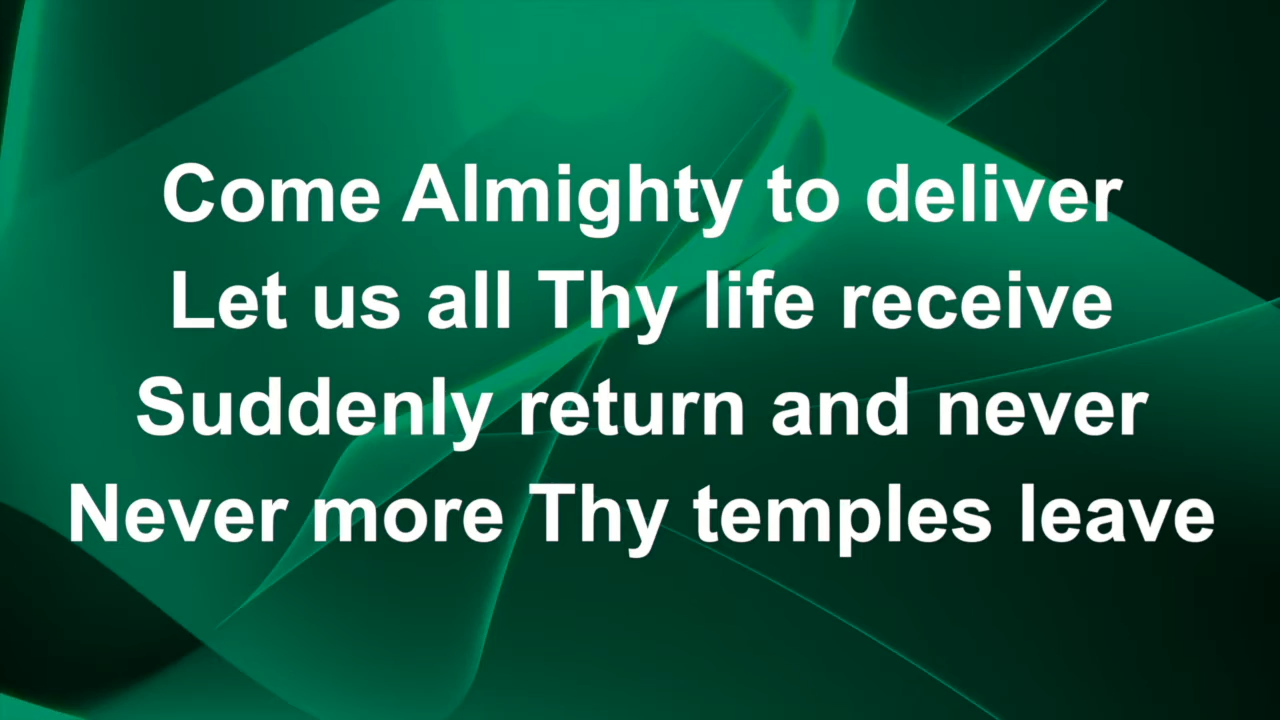 Come Almighty to deliver
Let us all Thy life receive
Suddenly return and never
Never more Thy temples leave